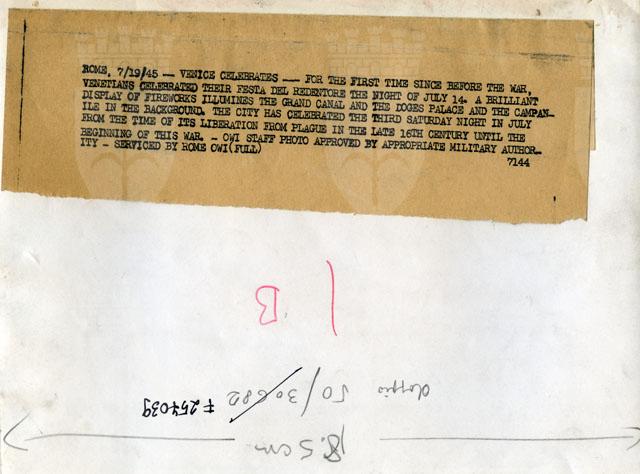 ROME, 7/19/45 — VENICE CELEBRATES —— FOR THE FIRST TIME SINCE BEFORE THE WAR,
VENETIANS CELEBRATED THEIR FESTA DEL REDENTORE THE NIGHT OF JULY 14. A BRILLIANT
DISPLAY OF FIREWORKS ILLUMINES THE GRAND CANAL AND THE DOGES PALACE AND THE CAMPAN-
ILE IN THE BACKGROUND. THE CITY HAS CELEBRATED THE THIRD SATURDAY NIGHT IN JULY
FROM THE TIME OF ITS LIBERATION FROM PLAGUE IN THE LATE 16TH CENTURY UNTIL THE
BEGINNING OF THIS WAR. - OWI STAFF PHOTO APPROVED BY APPROPRIATE MILITARY AUTHOR-
ITY - SERVICED BY ROME OWI(FULL)
7144
1 B
50/30682
F254039
18.5 cm